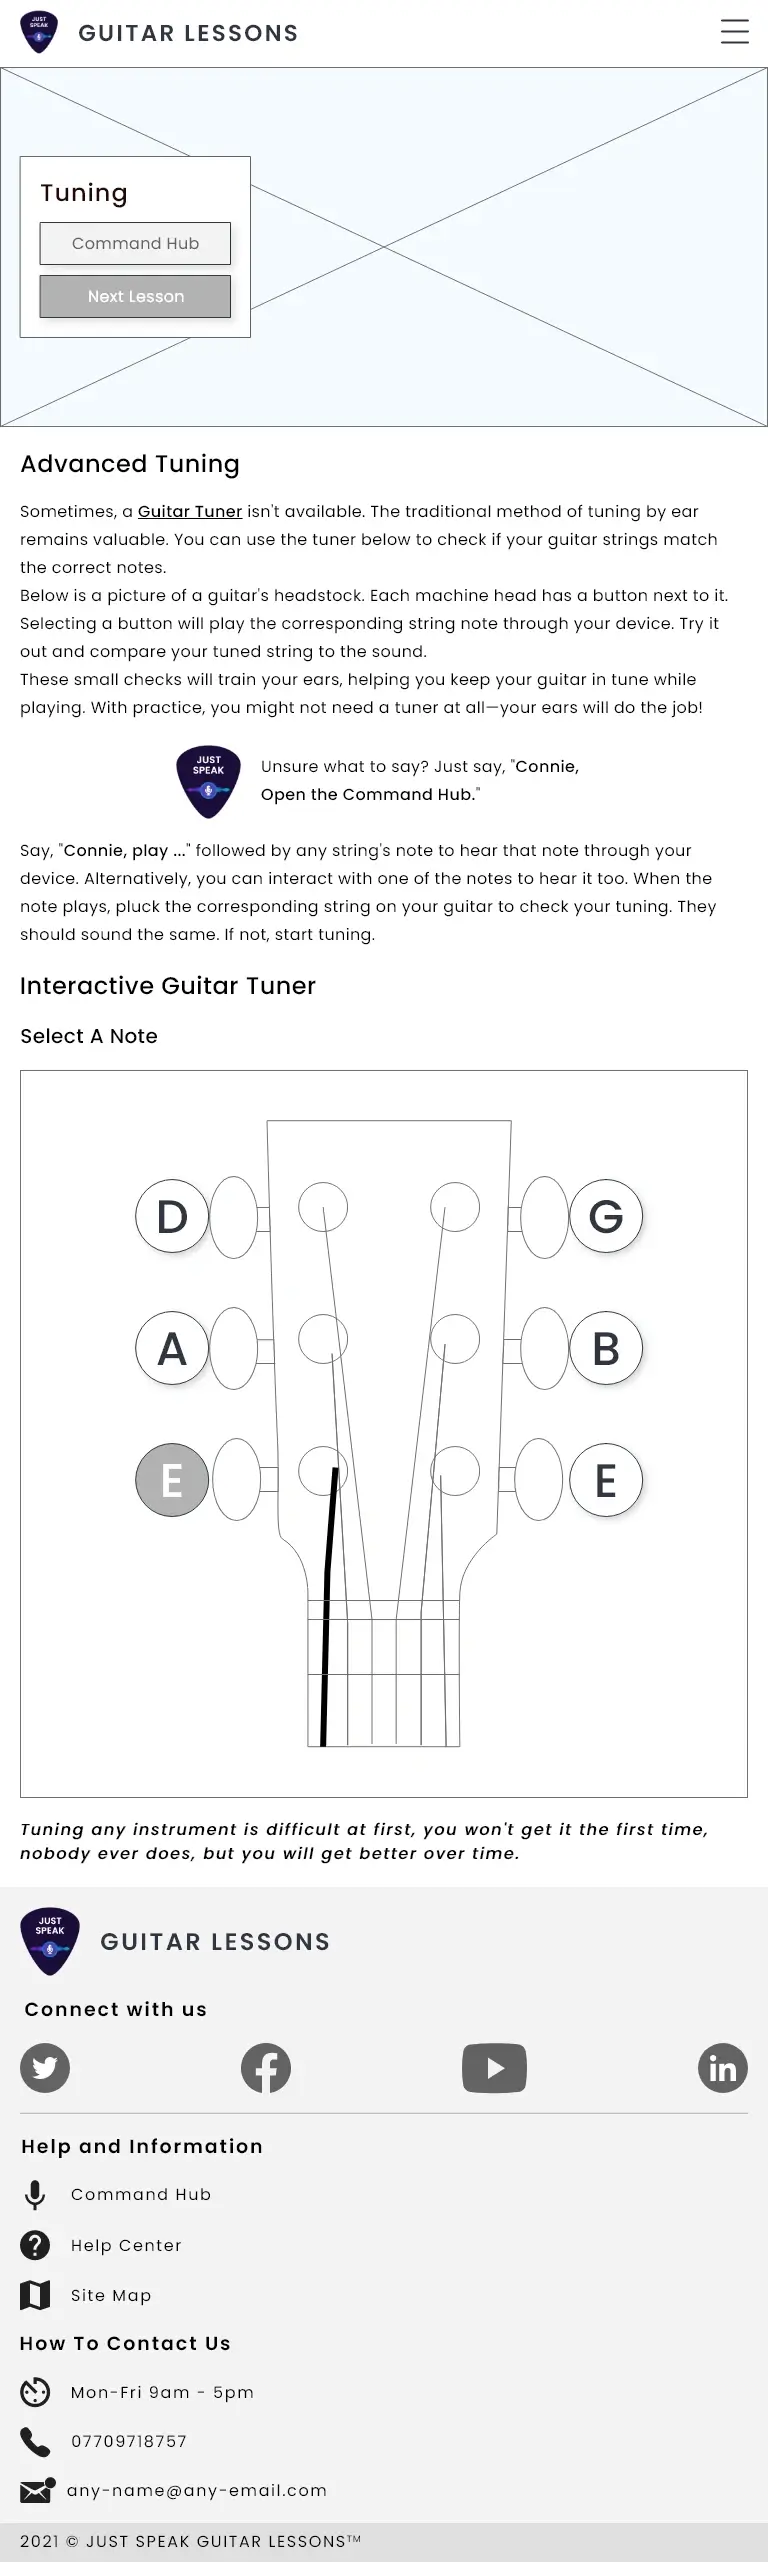 JUST
SPEAK
GUITAR LESSONS
Tuning
Command Hub
Next Lesson
Advanced Tuning
Sometimes, a Guitar Tuner isn't available. The traditional method of tuning by ear
remains valuable. You can use the tuner below to check if your guitar strings match
the correct notes.
Below is a picture of a guitar's headstock. Each machine head has a button next to it.
Selecting a button will play the corresponding string note through your device. Try it
out and compare your tuned string to the sound.
These small checks will train your ears, helping you keep your guitar in tune while
playing. With practice, you might not need a tuner at all—your ears will do the job!
JUST
SPEAK
Unsure what to say? Just say, "Connie,
Open the Command Hub."
Say, "Connie, play ..." followed by any string's note to hear that note through your
device. Alternatively, you can interact with one of the notes to hear it too. When the
note plays, pluck the corresponding string on your guitar to check your tuning. They
should sound the same. If not, start tuning.
Interactive Guitar Tuner
Select A Note
D G
A B
E E
Tuning any instrument is difficult at first, you won't get it the first time,
nobody ever does, but you will get better over time.
JUST
SPEAK
GUITAR LESSONS
Connect with us
Help and Information
Command Hub
Help Center
Site Map
How To Contact Us
Mon-Fri 9am - 5pm
07709718757
any-name@any-email.com
2021 © JUST SPEAK GUITAR LESSONS™